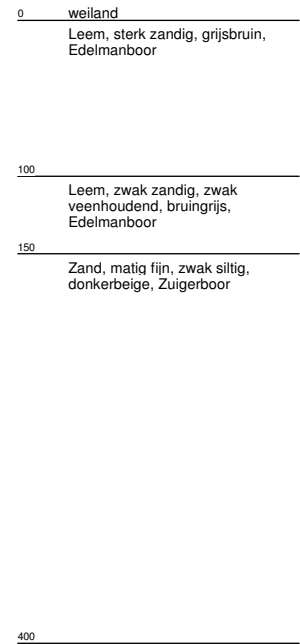 0 weiland
Leem, sterk zandig, grijsbruin,
Edelmanboor
100
Leem, zwak zandig, zwak
veenhoudend, bruingrijs,
Edelmanboor
150
Zand, matig fijn, zwak siltig,
donkerbeige, Zuigerboor
400